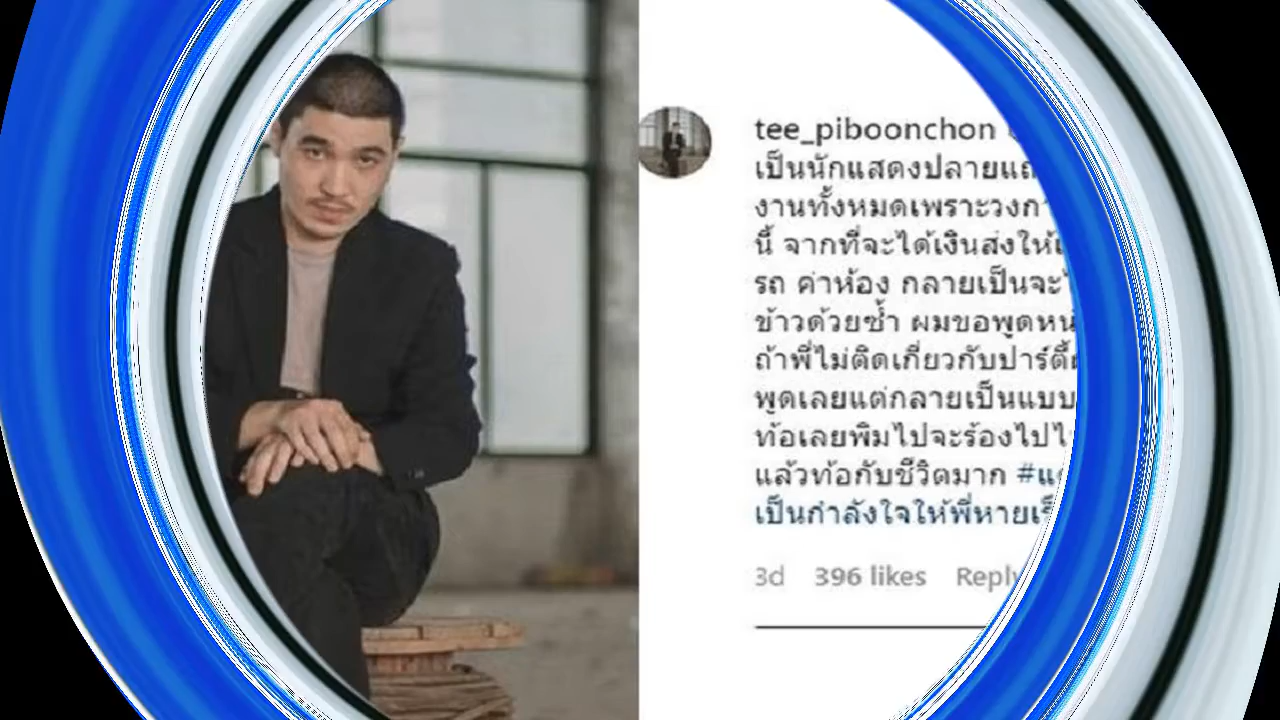 tee_piboonchon
เป็นนักแสดงปลายแถ
งานทั้งหมดเพราะวงกา
นี้ จากที่จะได้เงินส่งให้
รถ ค่าห้อง กลายเป็นจะ
ข้าวด้วยซ้ำ ผมขอพูดหน
ถ้าพี่ไม่ติดเกี่ยวกับปาร์ตี้
พูดเลยแต่กลายเป็นแบบ
ท้อเลยพิมไปจะร้องไป
แล้วท้อกับชีวิตมาก #แ
เป็นกำลังใจให้พี่หายเ
3d 396 likes Reply